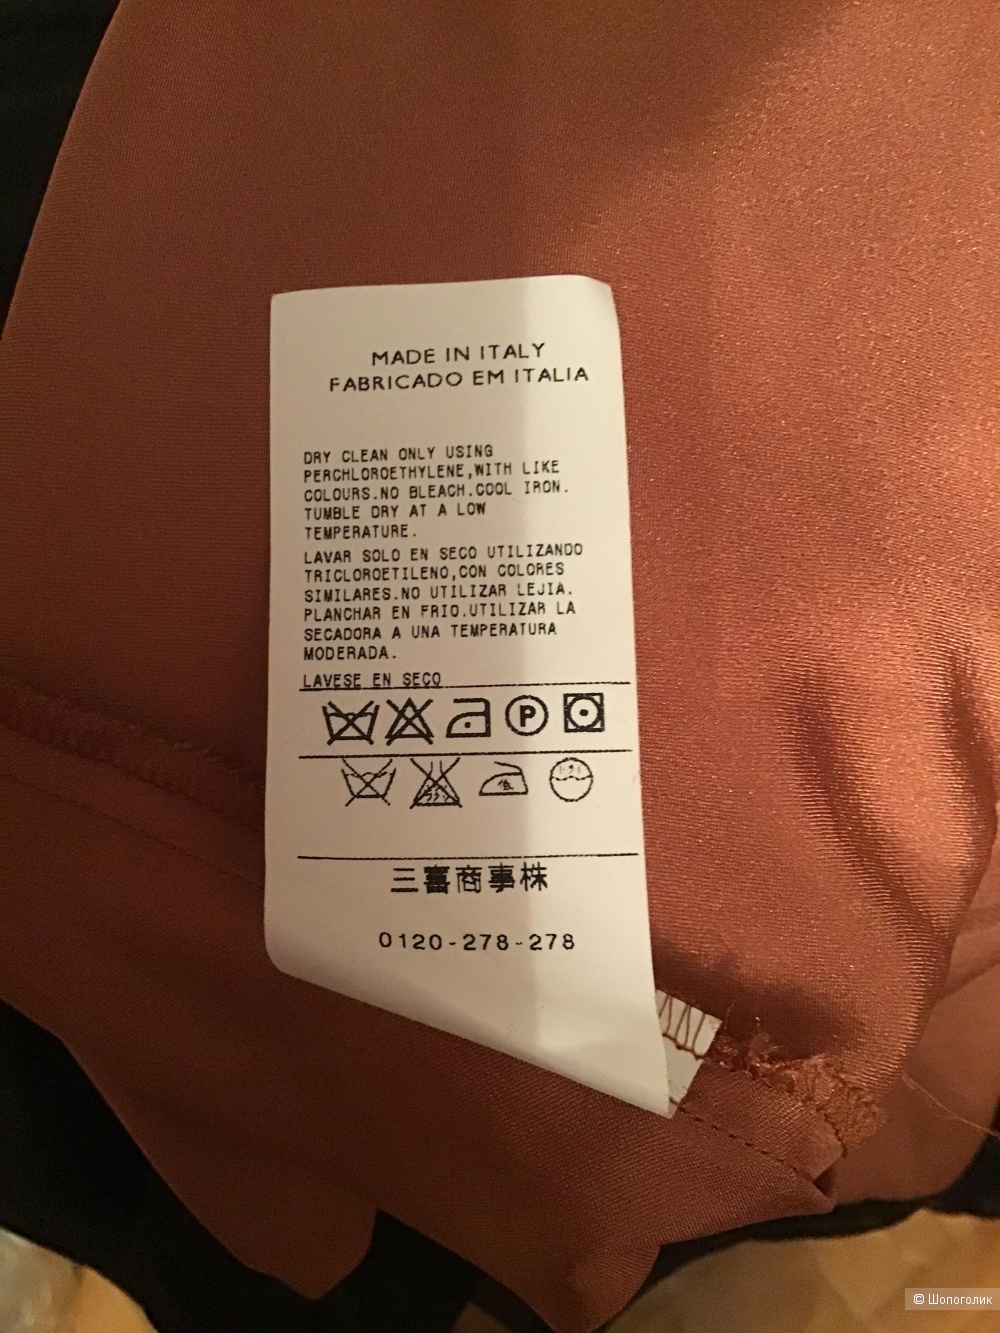 MADE IN ITALY
FABRICADO EM ITALIA
DRY CLEAN ONLY USING
PERCHLOROETHYLENE,WITH LIKE
COLOURS.NO BLEACH.COOL IRON.
TUMBLE DRY AT A LOW
TEMPERATURE.
LAVAR SOLO EN SECO UTILIZANDO
TRICLOROETILENO,CON COLORES
SIMILARES.NO UTILIZAR LEJIA.
PLANCHAR EN FRIO.UTILIZAR LA
SECADORA A UNA TEMPERATURA
MODERADA.
LAVESE EN SECO
P
三喜商事株
0120-278-278
© Шопоголик